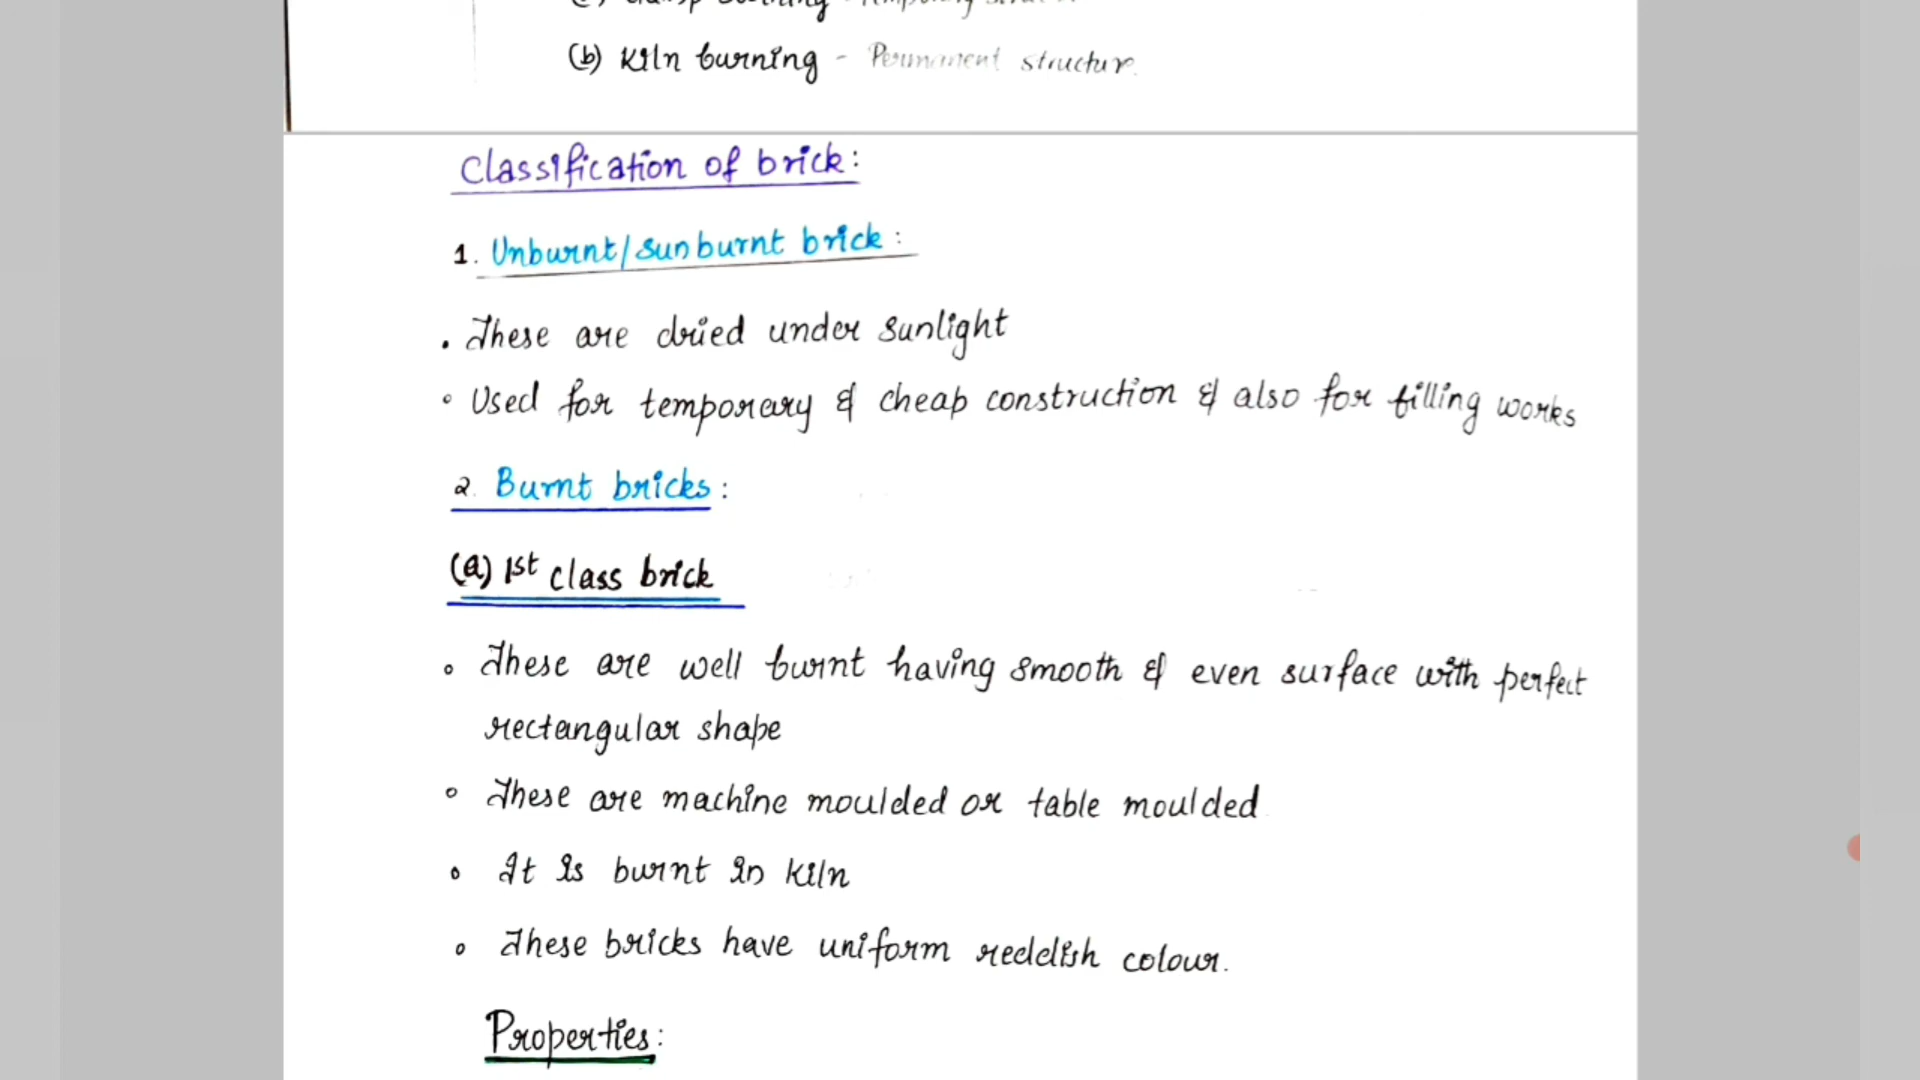 (b) Kiln burning - Permanent structur.
Classification of brick:
1. Unburnt/sunburnt brick:
• These are dried under sunlight
• Used for temporary & cheap construction & also for filling works
2. Burnt bricks:
(a) 1st class brick
• These are well burnt having smooth & even surface with perfect
rectangular shape
• These are machine moulded or table moulded
• It is burnt in kiln
• These bricks have uniform reddish colour.
Properties: